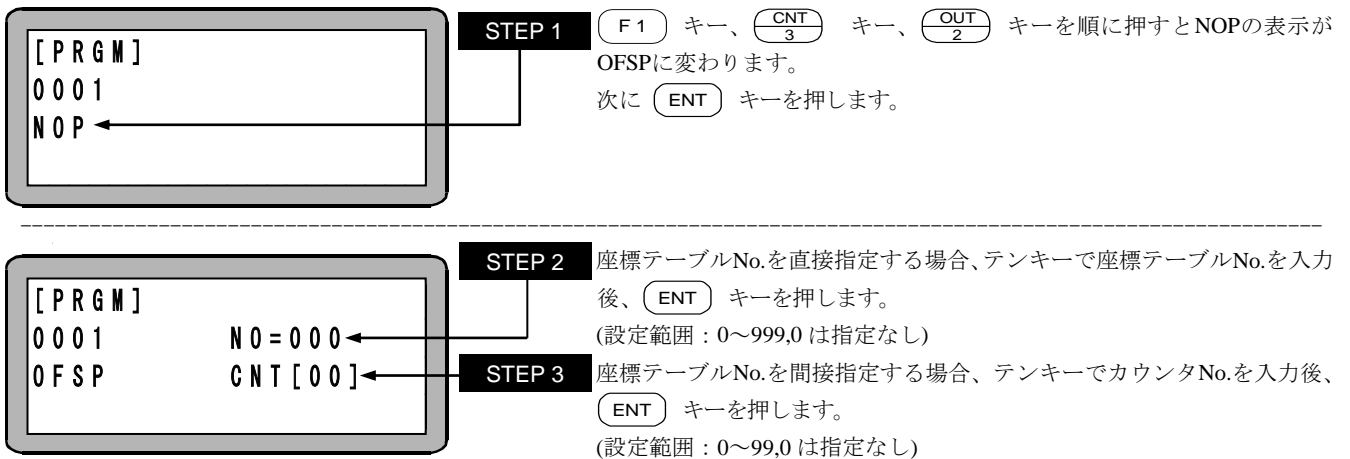 [PRGM]
0001
NOP
STEP 1
F 1 キー、 CNT 3 キー、 OUT 2 キーを順に押すとNOPの表示が
OFSPに変わります。
次に ENT キーを押します。
[PRGM]
0001 NO=000
OFSP CNT[00]
STEP 2
座標テーブルNo.を直接指定する場合、テンキーで座標テーブルNo.を入力
後、 ENT キーを押します。
(設定範囲：0～999,0 は指定なし)
STEP 3
座標テーブルNo.を間接指定する場合、テンキーでカウンタNo.を入力後、
ENT キーを押します。
(設定範囲：0～99,0 は指定なし)